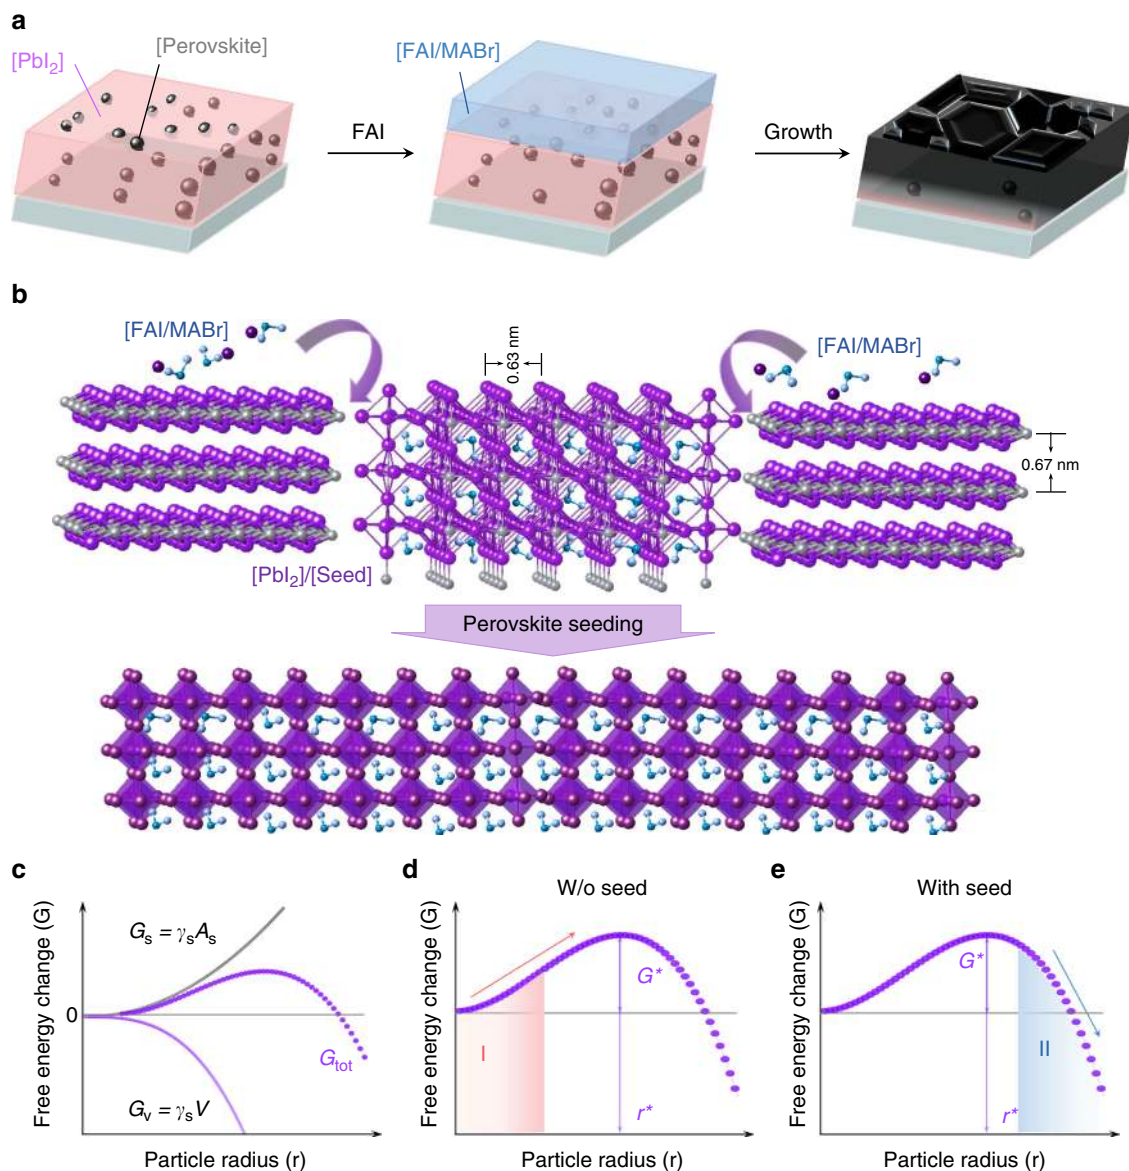 a
[PbI₂]
[Perovskite]
[FAI/MABr]
FAI
Growth
b
[FAI/MABr]
0.63 nm
[FAI/MABr]
0.67 nm
[PbI₂]/[Seed]
Perovskite seeding
c
Free energy change (G)
Gₛ = γₛAₛ
0
G_tot
Gᵥ = γₛV
Particle radius (r)
d
W/o seed
Free energy change (G)
G*
I
r*
Particle radius (r)
e
With seed
Free energy change (G)
G*
II
r*
Particle radius (r)